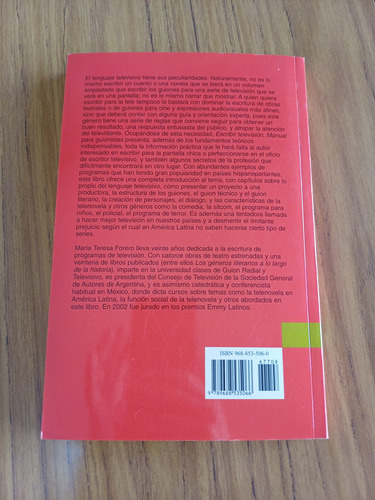 El lenguaje televisivo tiene sus peculiaridades. Naturalmente, no es lo
mismo escribir un cuento o una novela que se leerá en un volumen
empastado que escribir los guiones para una serie de televisión que se
verá en una pantalla; no es lo mismo narrar que mostrar. A quien quiera
escribir para la tele tampoco le bastará con dominar la escritura de obras
teatrales o de guiones para cine y expresiones audiovisuales más afines,
sino que deberá contar con alguna guía y orientación experta, pues este
género tiene una serie de reglas que conviene seguir para obtener un
buen resultado, una respuesta entusiasta del público, y atrapar la atención
del televidente. Ocupándose de esta necesidad, Escribir televisión. Manual
para guionistas presenta, además de los fundamentos teóricos
indispensables, toda la información práctica que le hará falta al autor
interesado en escribir para la pantalla chica o perfeccionarse en el oficio
de escritor televisivo, y también algunos secretos de la profesión que
difícilmente encontrará en otro lugar. Con abundantes ejemplos de
programas que han tenido gran popularidad en países hispanoparlantes,
este libro ofrece una completa introducción al tema, con capítulos sobre
lo propio del lenguaje televisivo, cómo presentar un proyecto a una
productora, la estructura de los guiones, el guion técnico y el guion
literario, la creación de personajes, el diálogo, y las características de la
telenovela y otros géneros como la comedia, la sitcom, el programa para
niños, el policial, el programa de terror. Es además una tentadora llamada
a hacer mejor televisión en nuestros países y a desmentir el limitante
prejuicio según el cual en América Latina no saben hacerse cierto tipo de
series.
María Teresa Forero lleva veinte años dedicada a la escritura de
programas de televisión. Con catorce obras de teatro estrenadas y una
veintena de libros publicados (entre ellos Los géneros literarios a lo largo
de la historia), imparte en la universidad clases de Guion Radial y
Televisivo, es presidenta del Consejo de Televisión de la Sociedad General
de Autores de Argentina, y es asimismo catedrática y conferencista
habitual en México, donde dicta cursos sobre temas como la telenovela en
América Latina, la función social de la telenovela y otros abordados en
este libro. En 2002 fue jurado en los premios Emmy Latinos.
ISBN 968-853-506-0
47708
9 789688 535066